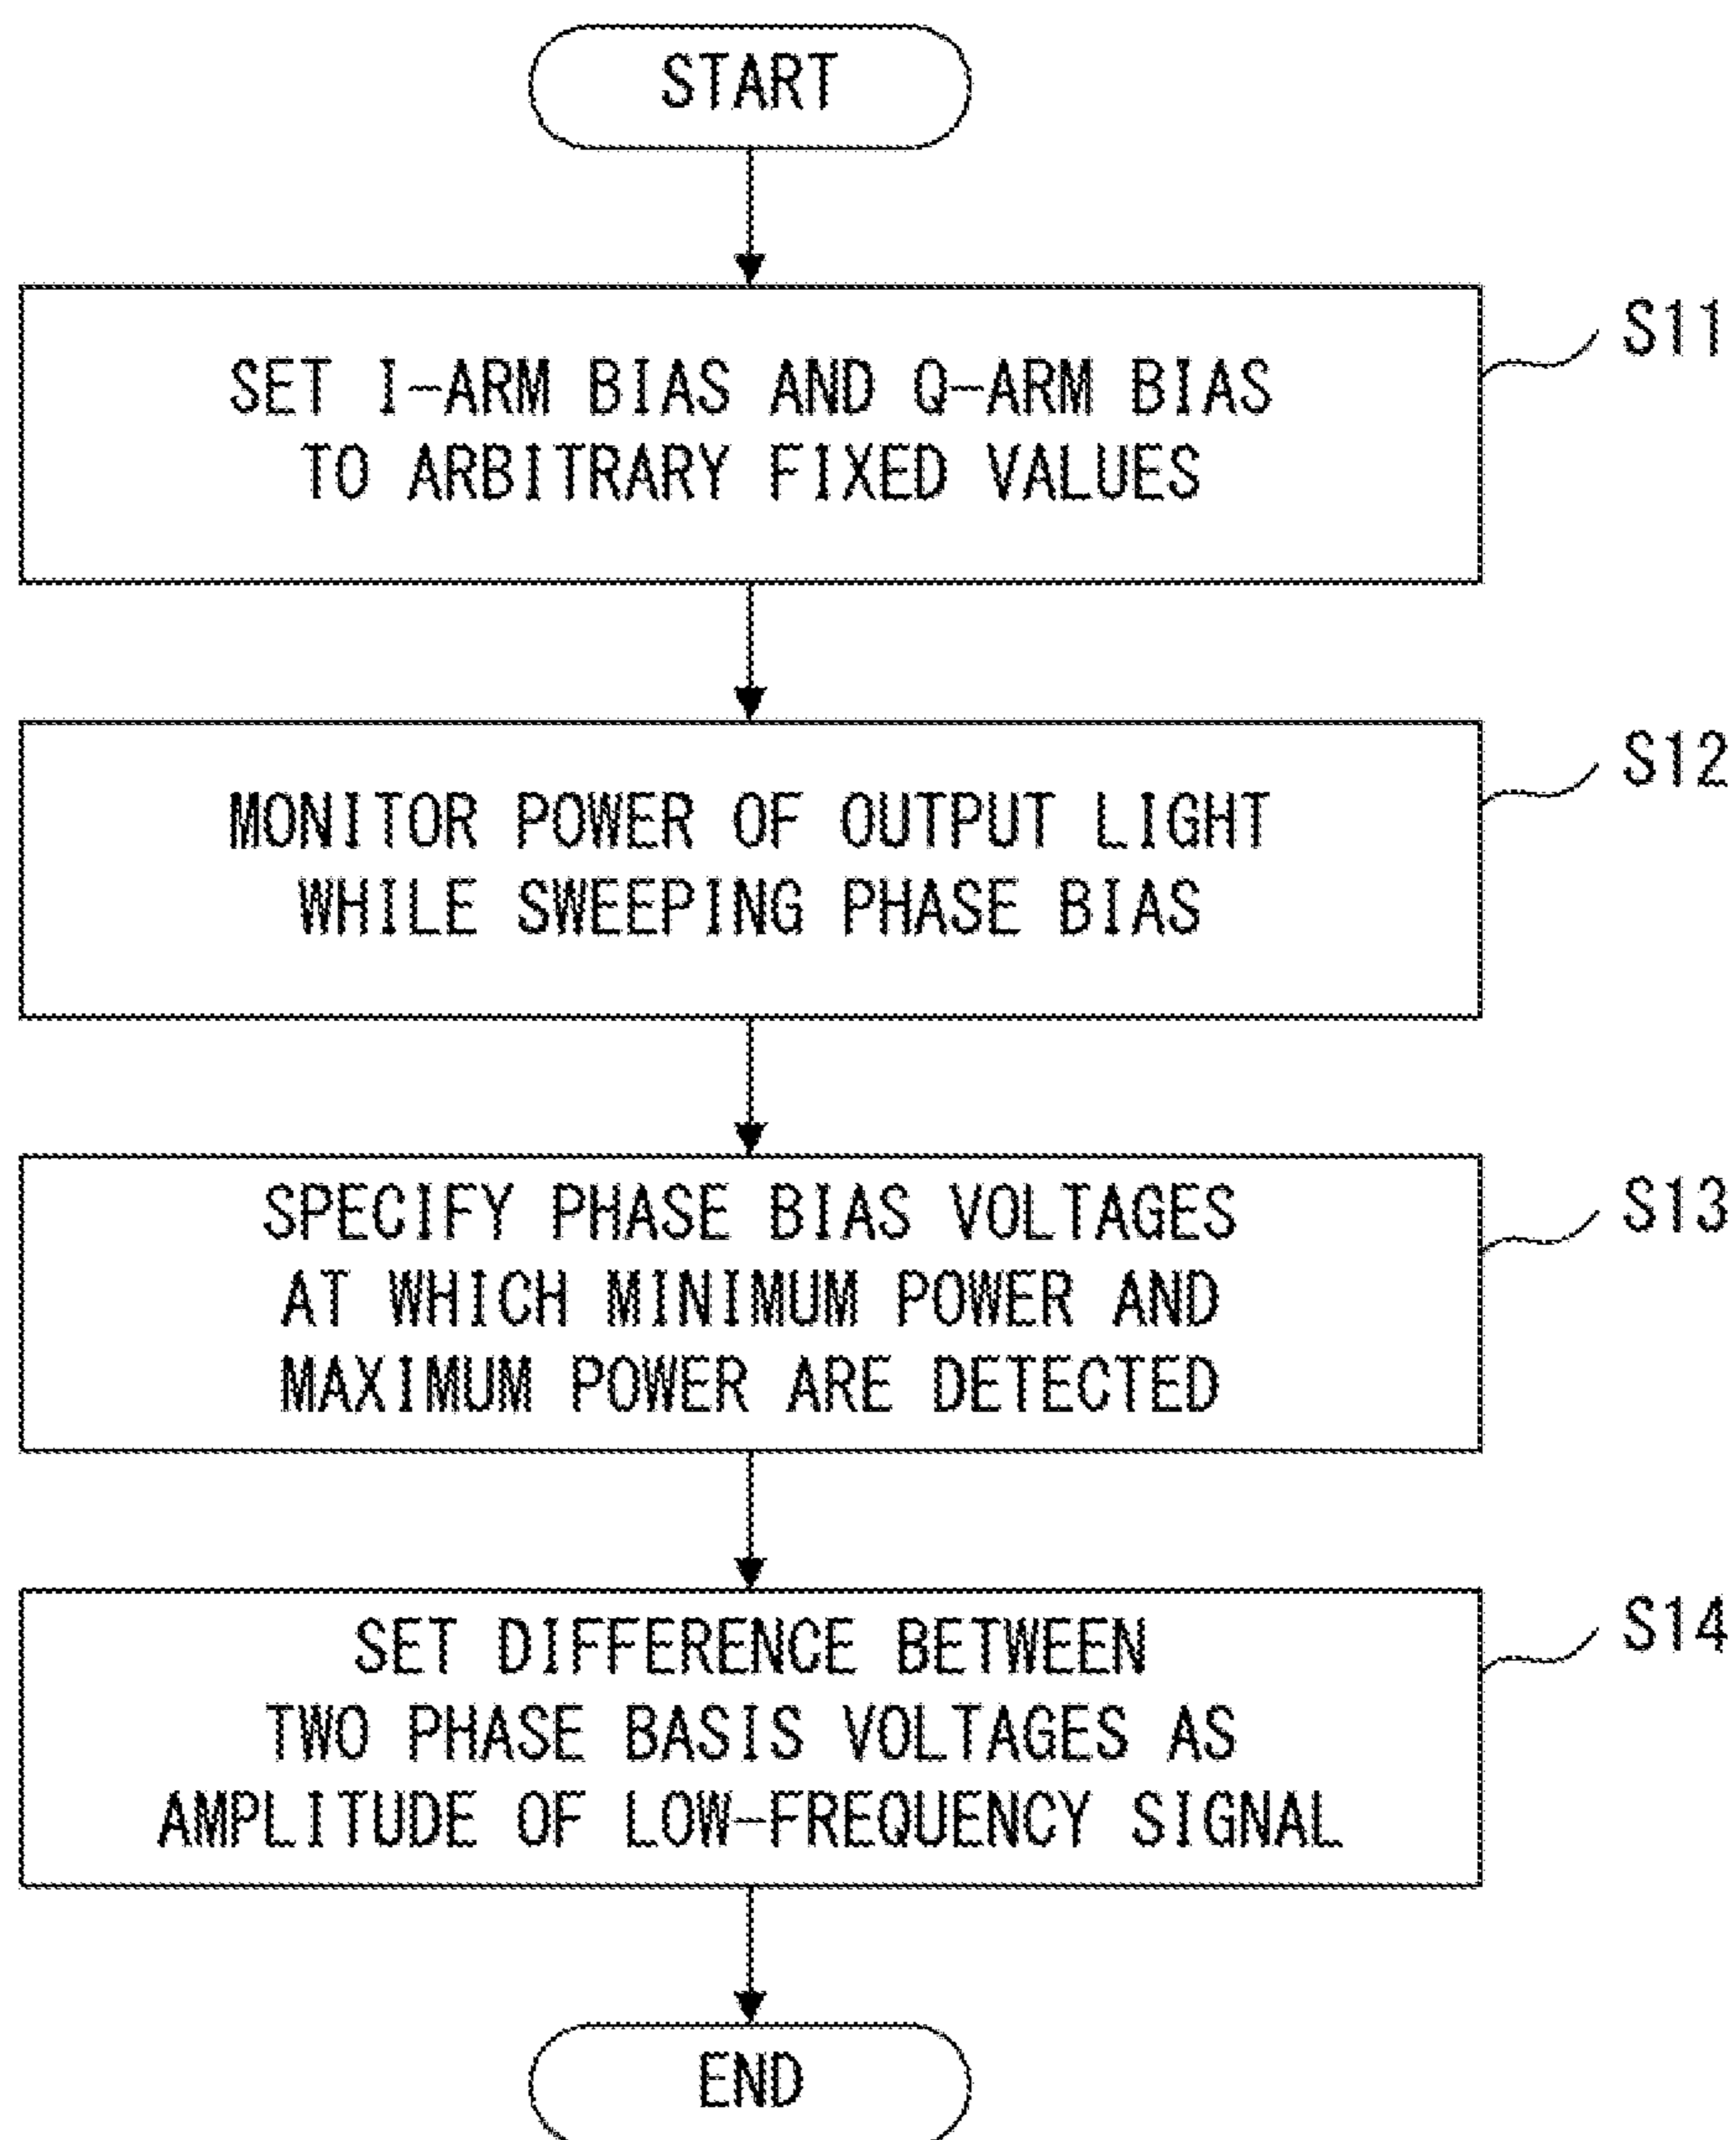 START
SET I-ARM BIAS AND Q-ARM BIAS
TO ARBITRARY FIXED VALUES
S11
MONITOR POWER OF OUTPUT LIGHT
WHILE SWEEPING PHASE BIAS
S12
SPECIFY PHASE BIAS VOLTAGES
AT WHICH MINIMUM POWER AND
MAXIMUM POWER ARE DETECTED
S13
SET DIFFERENCE BETWEEN
TWO PHASE BASIS VOLTAGES AS
AMPLITUDE OF LOW-FREQUENCY SIGNAL
S14
END